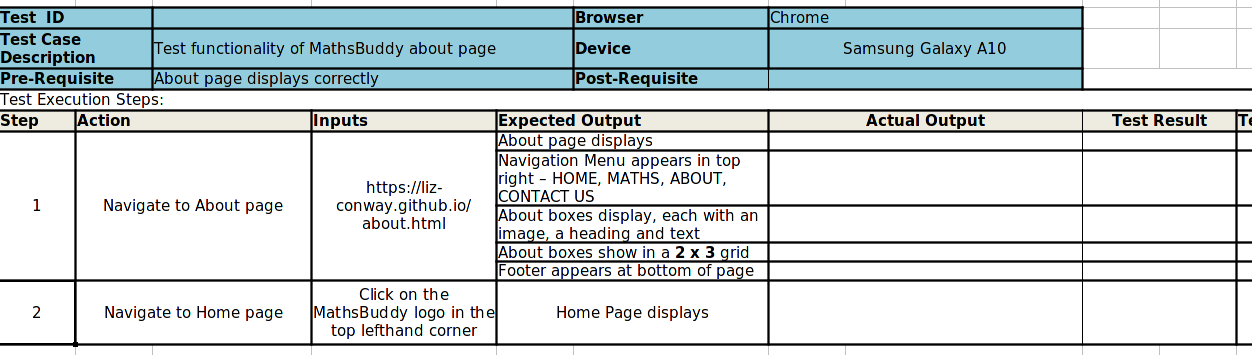 Test  ID
Browser
Chrome
Test Case
Description
Test functionality of MathsBuddy about page
Device
Samsung Galaxy A10
Pre-Requisite
About page displays correctly
Post-Requisite
Test Execution Steps:
Step
Action
Inputs
Expected Output
Actual Output
Test Result
Te
1
Navigate to About page
https://liz-
conway.github.io/
about.html
About page displays
Navigation Menu appears in top
right – HOME, MATHS, ABOUT,
CONTACT US
About boxes display, each with an
image, a heading and text
About boxes show in a 2 x 3 grid
Footer appears at bottom of page
2
Navigate to Home page
Click on the
MathsBuddy logo in the
top lefthand corner
Home Page displays